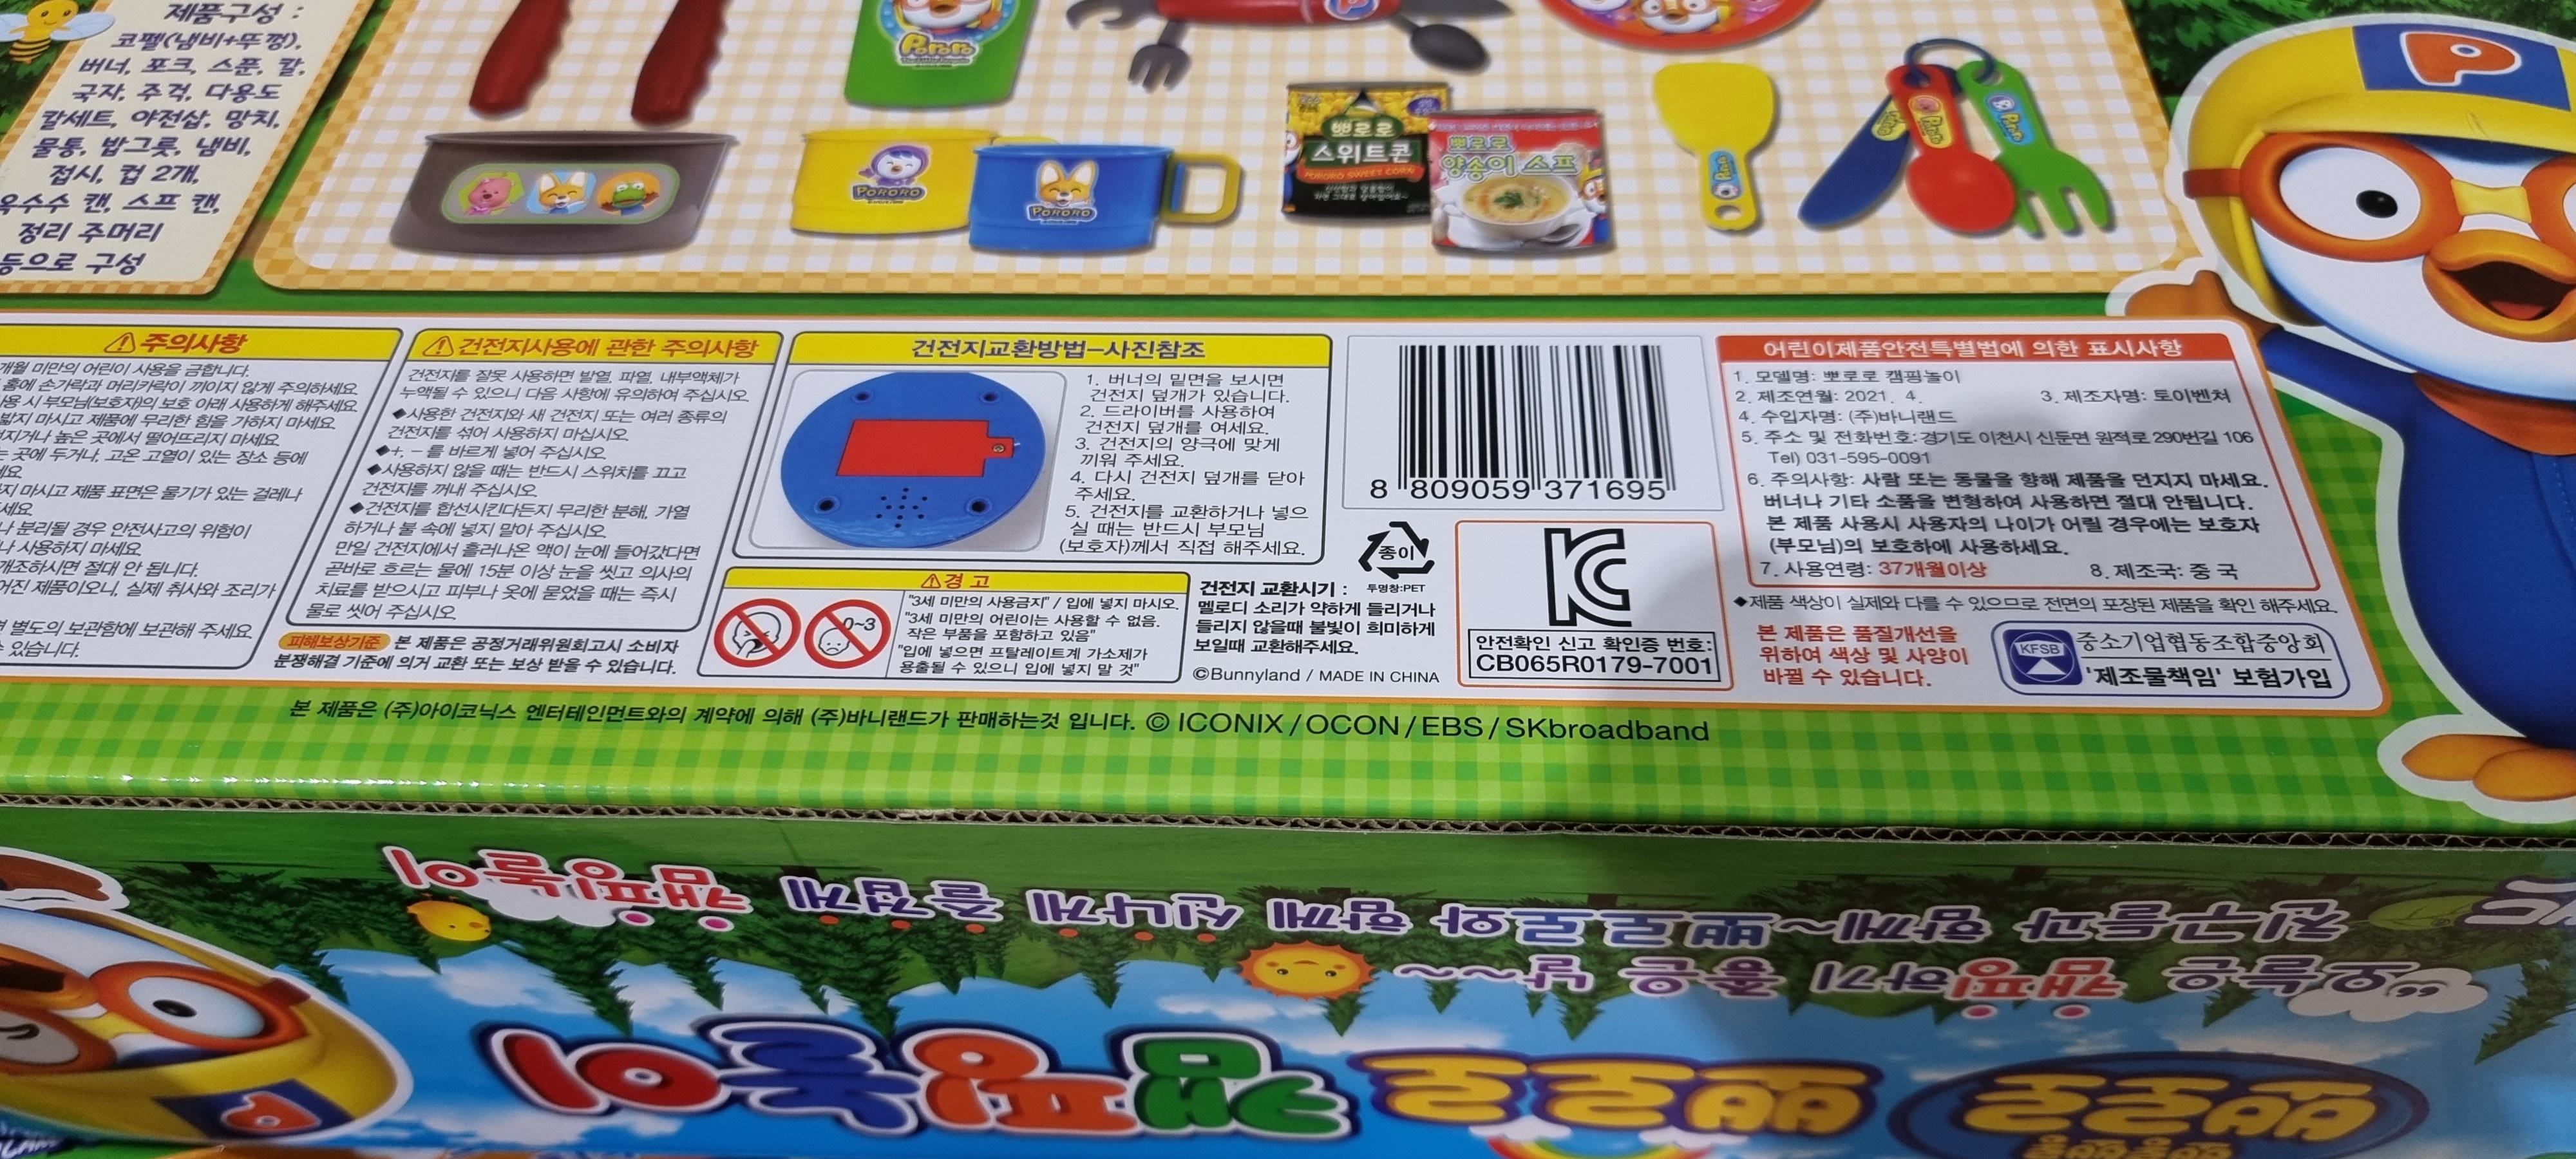 제품구성 :
코펠(냄비+뚜껑),
버너, 포크, 스푼, 칼,
국자, 주걱, 다용도
칼세트, 야전삽, 망치,
물통, 밥그릇, 냄비,
접시, 컵 2개,
옥수수 캔, 스프 캔,
정리 주머리
등으로 구성
PORORO
PORORO
PORORO
뽀로로
스위트콘
PORORO SWEET CORN
뽀로로
양송이 스프
주의사항
개월 미만의 어린이 사용을 금합니다.
홈에 손가락과 머리카락이 끼이지 않게 주의하세요.
사용 시 부모님(보호자)의 보호 아래 사용하게 해주세요.
밟지 마시고 제품에 무리한 힘을 가하지 마세요.
던지거나 높은 곳에서 떨어뜨리지 마세요.
곳에 두거나, 고온 고열이 있는 장소 등에
마시고 제품 표면은 물기가 있는 걸레나
분리될 경우 안전사고의 위험이
사용하지 마세요.
개조하시면 절대 안 됩니다.
제품이오니, 실제 취사와 조리가
별도의 보관함에 보관해 주세요.
있습니다.
건전지사용에 관한 주의사항
건전지를 잘못 사용하면 발열, 파열, 내부액체가
누액될 수 있으니 다음 사항에 유의하여 주십시오.
◆사용한 건전지와 새 건전지 또는 여러 종류의
건전지를 섞어 사용하지 마십시오.
◆+, - 를 바르게 넣어 주십시오.
◆사용하지 않을 때는 반드시 스위치를 끄고
건전지를 꺼내 주십시오.
◆건전지를 합선시킨다든지 무리한 분해, 가열
하거나 불 속에 넣지 말아 주십시오.
만일 건전지에서 흘러나온 액이 눈에 들어갔다면
곧바로 흐르는 물에 15분 이상 눈을 씻고 의사의
치료를 받으시고 피부나 옷에 묻었을 때는 즉시
물로 씻어 주십시오.
피해보상기준 본 제품은 공정거래위원회고시 소비자
분쟁해결 기준에 의거 교환 또는 보상 받을 수 있습니다.
건전지교환방법-사진참조
1. 버너의 밑면을 보시면
건전지 덮개가 있습니다.
2. 드라이버를 사용하여
건전지 덮개를 여세요.
3. 건전지의 양극에 맞게
끼워 주세요.
4. 다시 건전지 덮개를 닫아
주세요.
5. 건전지를 교환하거나 넣으
실 때는 반드시 부모님
(보호자)께서 직접 해주세요.
경 고
0-3
"3세 미만의 사용금지" / 입에 넣지 마시오.
"3세 미만의 어린이는 사용할 수 없음.
작은 부품을 포함하고 있음"
"입에 넣으면 프탈레이트계 가소제가
용출될 수 있으니 입에 넣지 말 것"
8 809059 371695
종이
투명창:PET
건전지 교환시기 :
멜로디 소리가 약하게 들리거나
들리지 않을때 불빛이 희미하게
보일때 교환해주세요.
©Bunnyland / MADE IN CHINA
안전확인 신고 확인증 번호:
CB065R0179-7001
어린이제품안전특별법에 의한 표시사항
1. 모델명: 뽀로로 캠핑놀이
2. 제조연월: 2021. 4. 3. 제조자명: 토이벤처
4. 수입자명: (주)바니랜드
5. 주소 및 전화번호:경기도 이천시 신둔면 원적로 290번길 106
Tel) 031-595-0091
6. 주의사항: 사람 또는 동물을 향해 제품을 던지지 마세요.
버너나 기타 소품을 변형하여 사용하면 절대 안됩니다.
본 제품 사용시 사용자의 나이가 어릴 경우에는 보호자
(부모님)의 보호하에 사용하세요.
7. 사용연령: 37개월이상 8. 제조국: 중 국
◆제품 색상이 실제와 다를 수 있으므로 전면의 포장된 제품을 확인 해주세요.
본 제품은 품질개선을
위하여 색상 및 사양이
바뀔 수 있습니다.
KFSB
중소기업협동조합중앙회
'제조물책임' 보험가입
본 제품은 (주)아이코닉스 엔터테인먼트와의 계약에 의해 (주)바니랜드가 판매하는것 입니다. © ICONIX / OCON / EBS / SKbroadband
뽀롱뽀롱 뽀로로 뽀로로 캠핑놀이
오늘은 캠핑하기 좋은 날~~
친구들과 함께~뽀로로와 함께 신나게 즐겁게 캠핑놀이